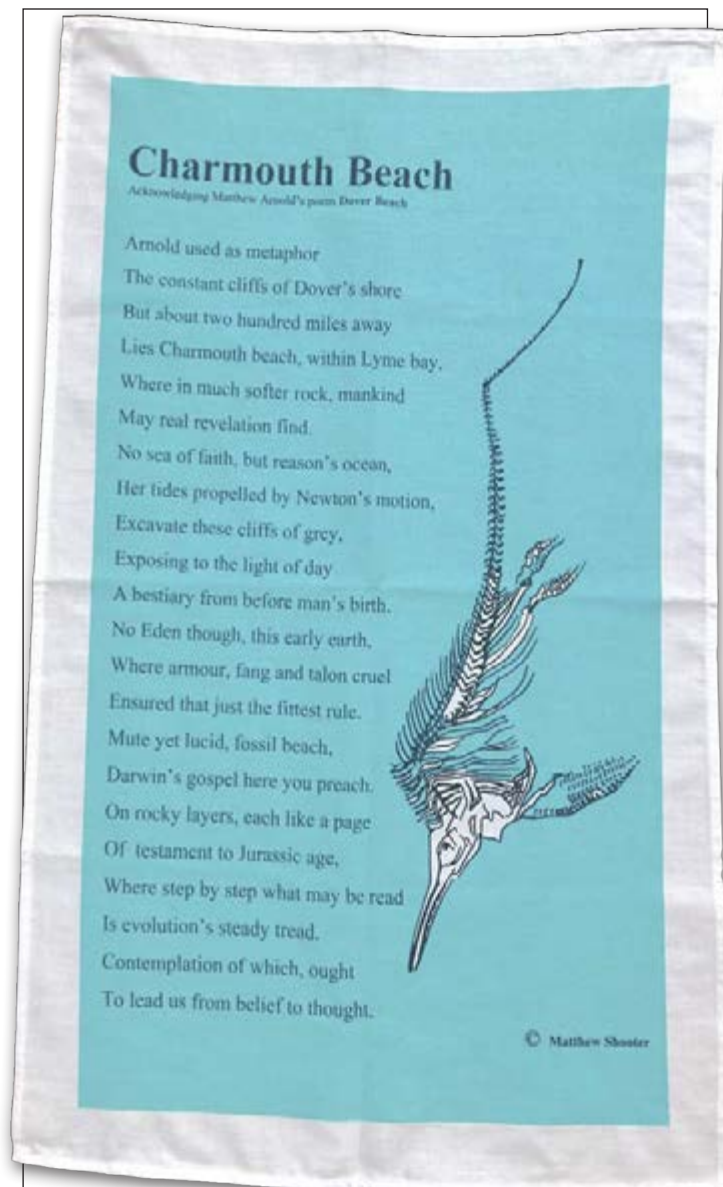 Charmouth Beach
Acknowledging Matthew Arnold's poem Dover Beach
Arnold used as metaphor
The constant cliffs of Dover's shore
But about two hundred miles away
Lies Charmouth beach, within Lyme bay,
Where in much softer rock, mankind
May real revelation find.
No sea of faith, but reason's ocean,
Her tides propelled by Newton's motion,
Excavate these cliffs of grey,
Exposing to the light of day
A bestiary from before man's birth.
No Eden though, this early earth,
Where armour, fang and talon cruel
Ensured that just the fittest rule.
Mute yet lucid, fossil beach,
Darwin's gospel here you preach.
On rocky layers, each like a page
Of testament to Jurassic age,
Where step by step what may be read
Is evolution's steady tread.
Contemplation of which, ought
To lead us from belief to thought.
© Matthew Shooter